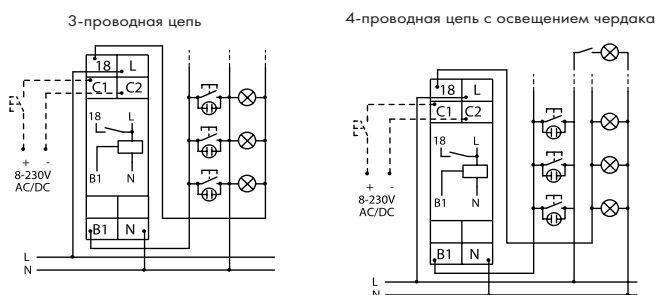 3-проводная цепь
18 L
C1 C2
18 L
B1 N
+ -
8-230V
AC/DC
B1 N
L
N
4-проводная цепь с освещением чердака
18 L
C1 C2
18 L
B1 N
+ -
8-230V
AC/DC
B1 N
L
N